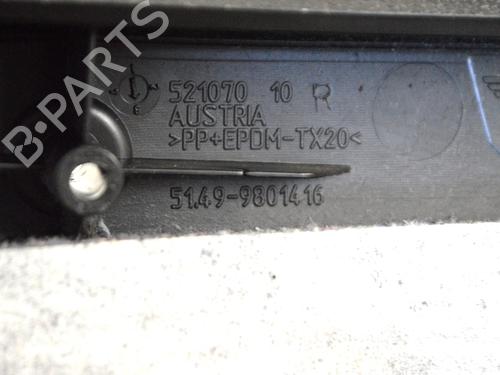 B-PARTS
521070 10 R
AUSTRIA
>PP+EPDM-TX20<
51.49-9801416